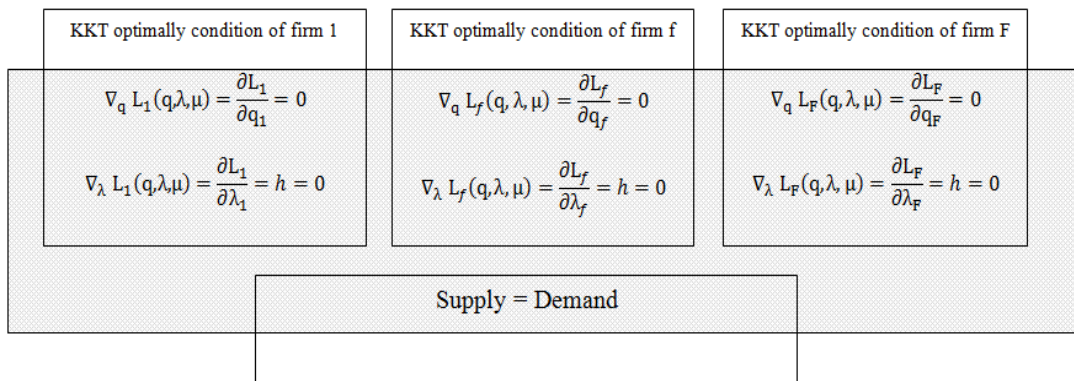 KKT optimally condition of firm 1
∇q L1(q,λ,μ) = ∂L1/∂q1 = 0
∇λ L1(q,λ,μ) = ∂L1/∂λ1 = h = 0
KKT optimally condition of firm f
∇q Lf(q, λ, μ) = ∂Lf/∂qf = 0
∇λ Lf(q, λ, μ) = ∂Lf/∂λf = h = 0
KKT optimally condition of firm F
∇q LF(q, λ, μ) = ∂LF/∂qF = 0
∇λ LF(q, λ, μ) = ∂LF/∂λF = h = 0
Supply = Demand